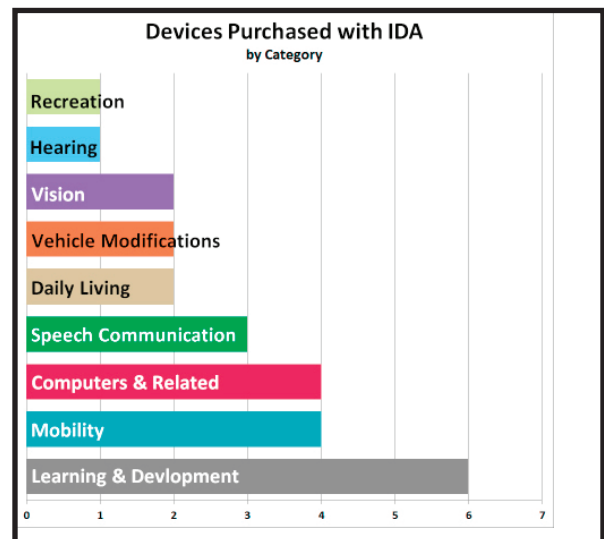 Devices Purchased with IDA
by Category
Recreation
Hearing
Vision
Vehicle Modifications
Daily Living
Speech Communication
Computers & Related
Mobility
Learning & Devlopment
0 1 2 3 4 5 6 7